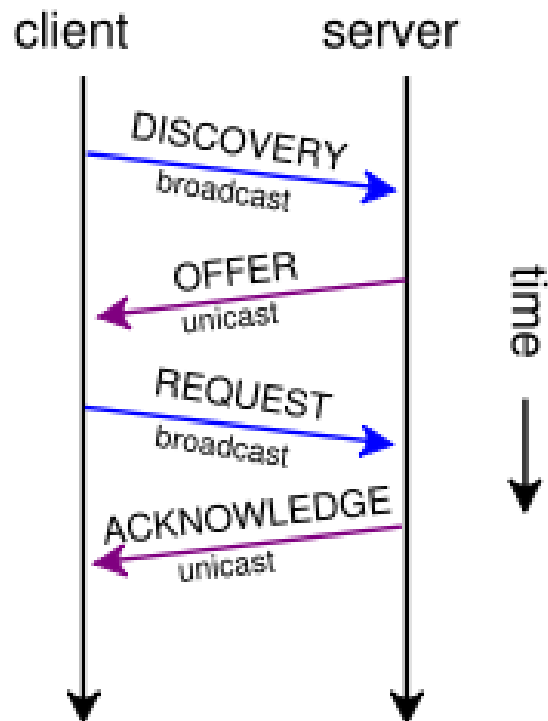 client
server
DISCOVERY
broadcast
OFFER
unicast
time
REQUEST
broadcast
ACKNOWLEDGE
unicast